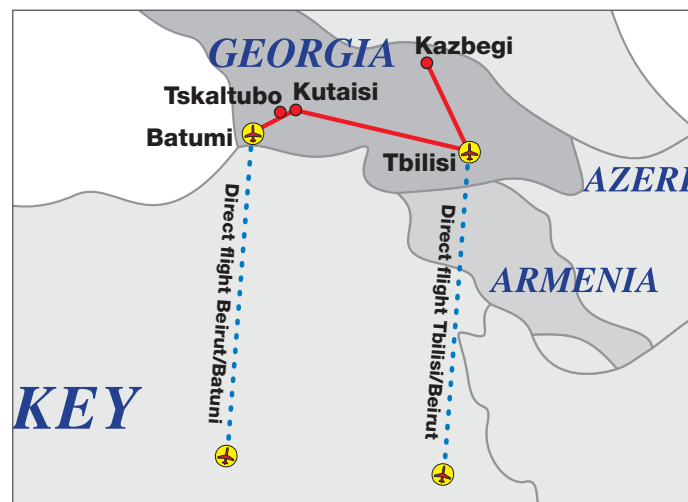 GEORGIA
Kazbegi
Tskaltubo
Kutaisi
Batumi
Tbilisi
AZERI
ARMENIA
Direct flight Beirut/Batuni
Direct flight Tbilisi/Beirut
KEY